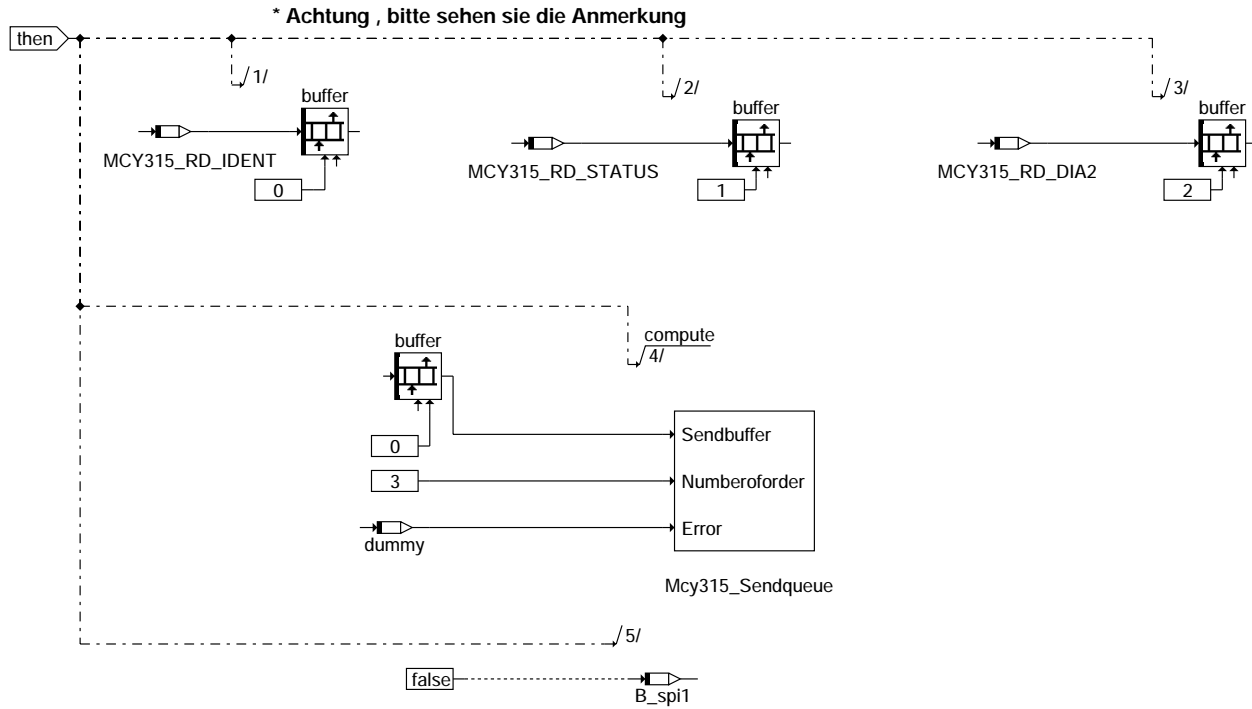 * Achtung , bitte sehen sie die Anmerkung
then
1/
2/
3/
buffer
buffer
buffer
MCY315_RD_IDENT
MCY315_RD_STATUS
MCY315_RD_DIA2
0
1
2
compute
4/
buffer
0
Sendbuffer
3
Numberoforder
Error
dummy
Mcy315_Sendqueue
5/
false
B_spi1